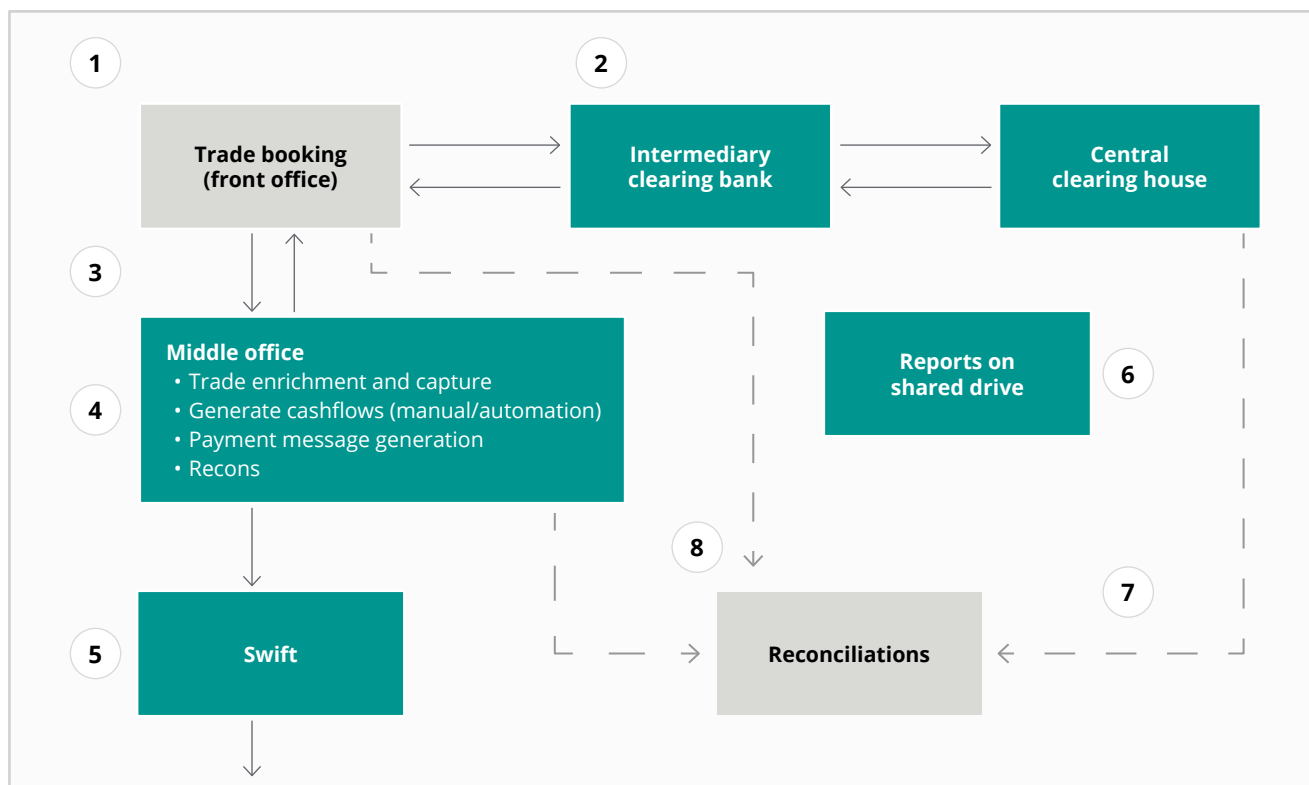 1
2
Trade booking
(front office)
Intermediary
clearing bank
Central
clearing house
3
Middle office
• Trade enrichment and capture
• Generate cashflows (manual/automation)
• Payment message generation
• Recons
4
Reports on
shared drive
6
8
7
5
Swift
Reconciliations